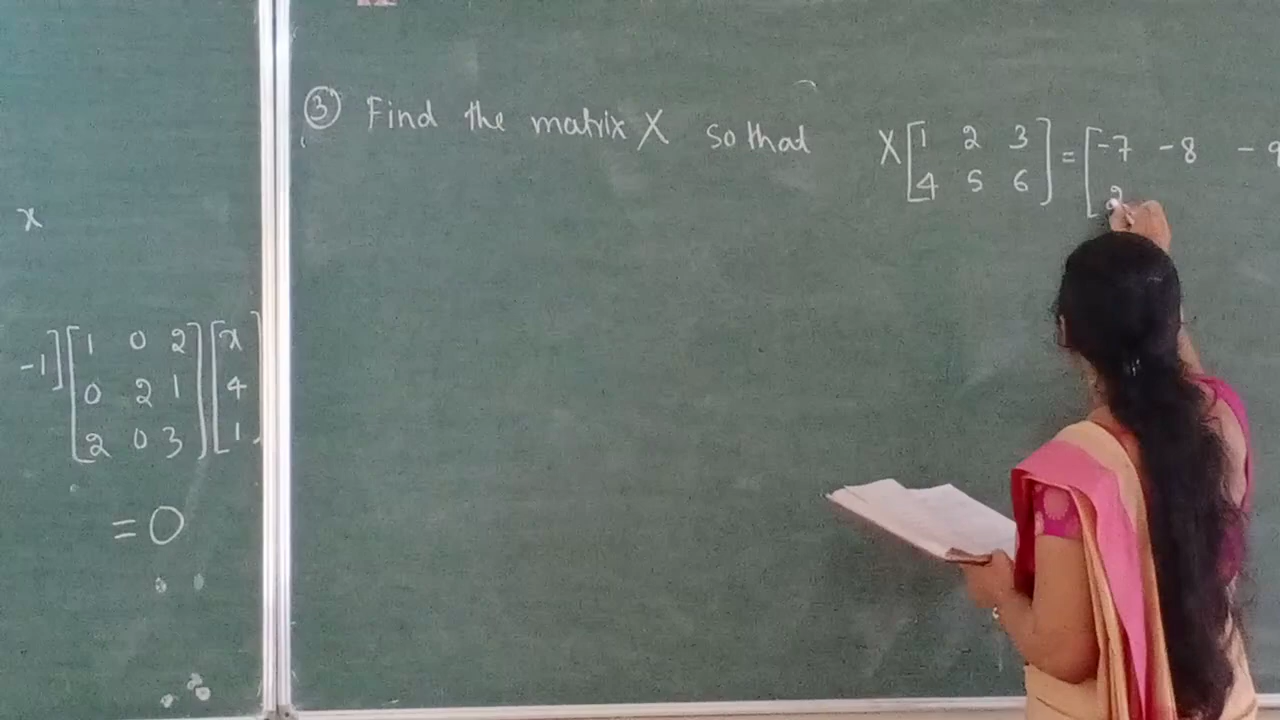 ③ Find the matrix X so that X [1 2 3 = [-7 -8 -9
4 5 6] 2
x
-1] [1 0 2 [x
0 2 1 4
2 0 3] 1]
= 0